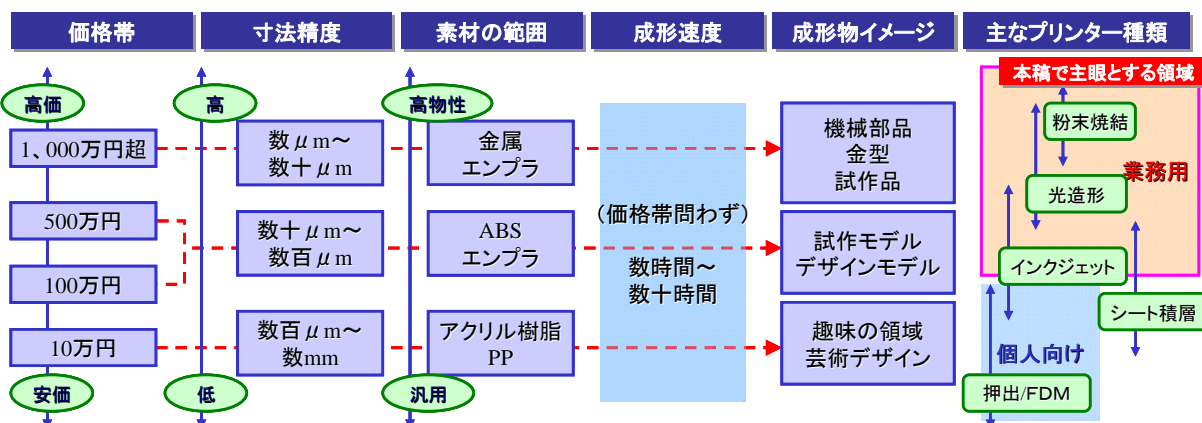 価格帯
寸法精度
素材の範囲
成形速度
成形物イメージ
主なプリンター種類
高価
1、000万円超
500万円
100万円
10万円
安価
高
数μm～
数十μm
数十μm～
数百μm
数百μm～
数mm
低
高物性
金属
エンプラ
ABS
エンプラ
アクリル樹脂
PP
汎用
（価格帯問わず）
数時間～
数十時間
機械部品
金型
試作品
試作モデル
デザインモデル
趣味の領域
芸術デザイン
本稿で主眼とする領域
粉末焼結
業務用
光造形
インクジェット
シート積層
個人向け
押出/FDM